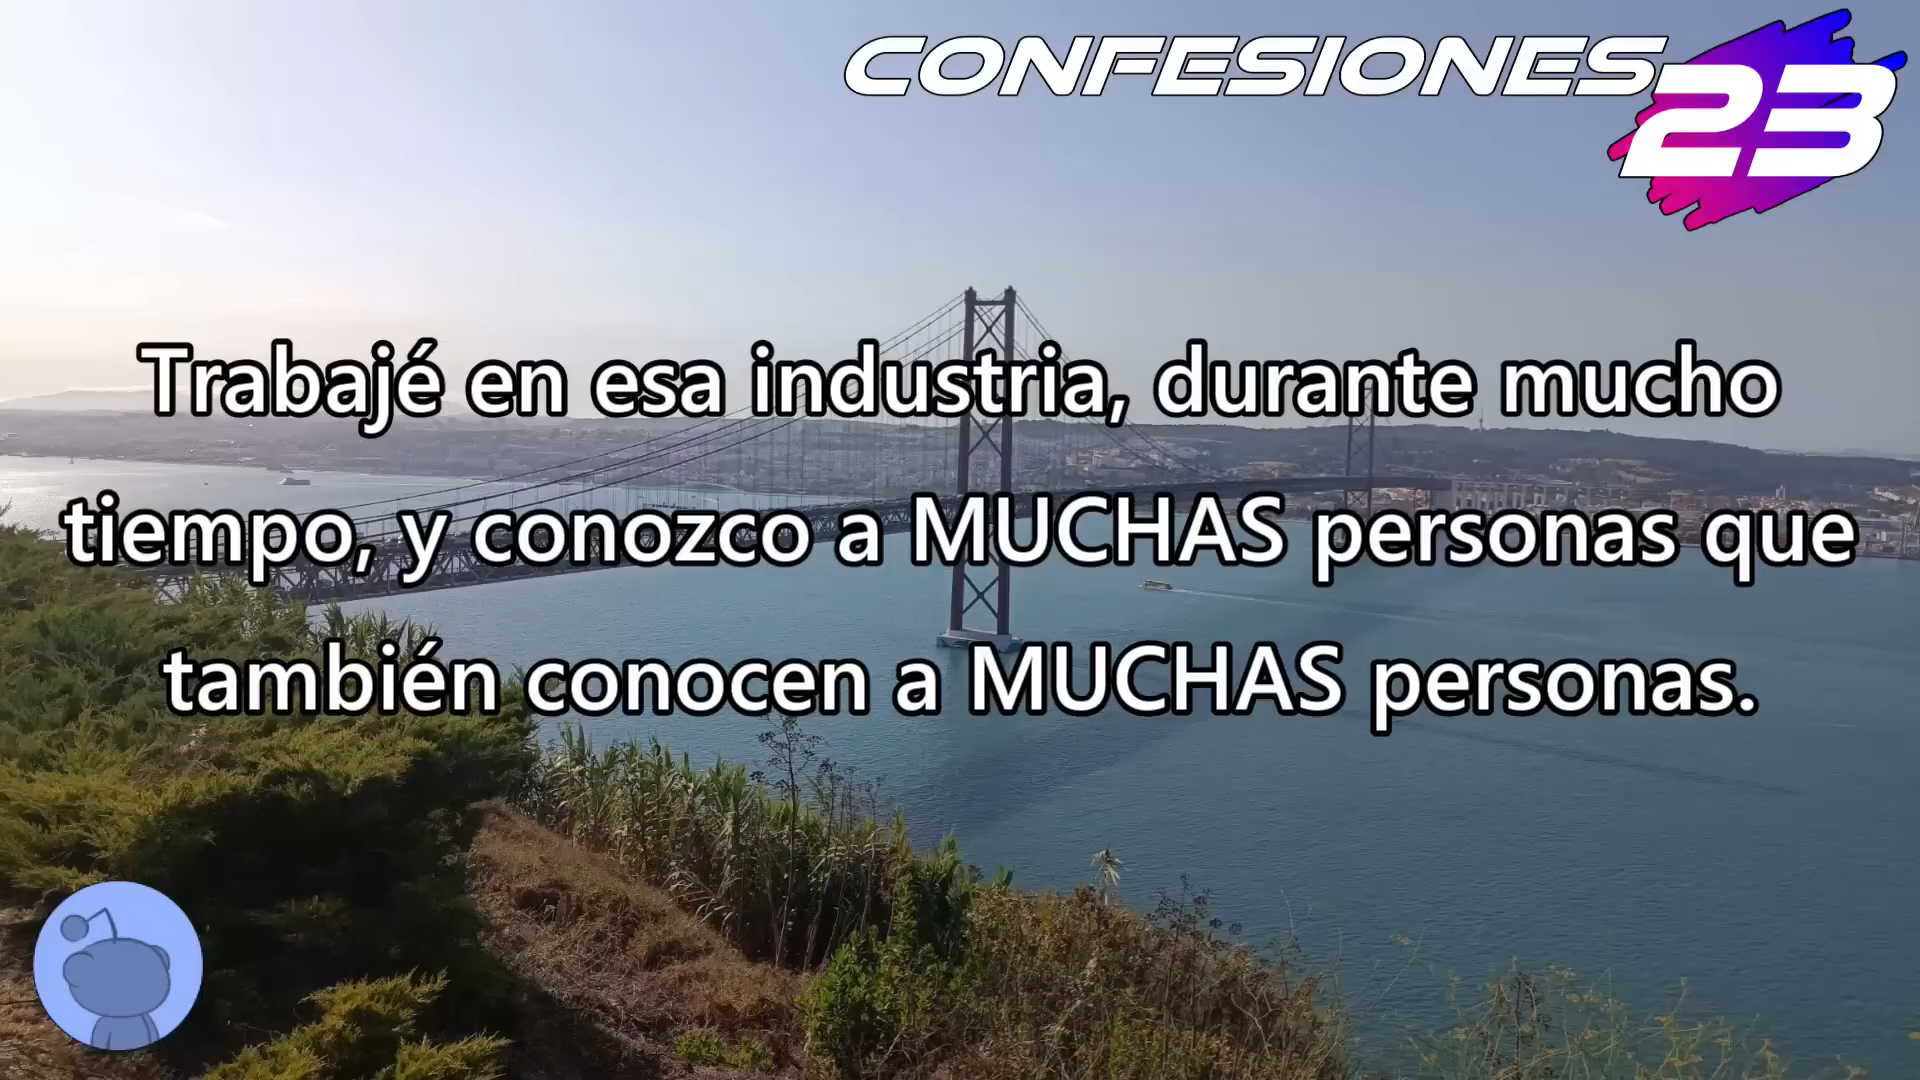 CONFESIONES
23
Trabajé en esa industria, durante mucho
tiempo, y conozco a MUCHAS personas que
también conocen a MUCHAS personas.